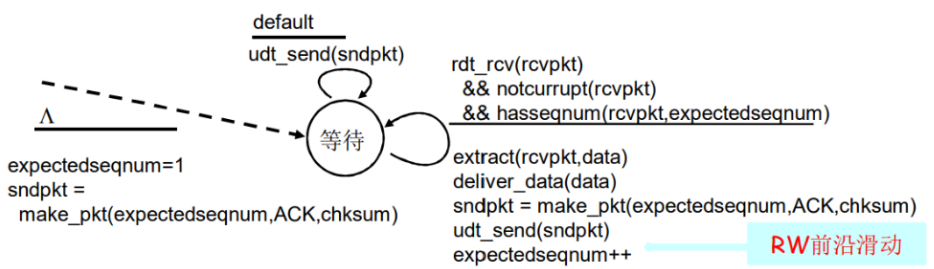 default
udt_send(sndpkt)
Λ
expectedseqnum=1
sndpkt =
make_pkt(expectedseqnum,ACK,chksum)
等待
rdt_rcv(rcvpkt)
&& notcurrupt(rcvpkt)
&& hasseqnum(rcvpkt,expectedseqnum)
extract(rcvpkt,data)
deliver_data(data)
sndpkt = make_pkt(expectedseqnum,ACK,chksum)
udt_send(sndpkt)
expectedseqnum++
RW前沿滑动